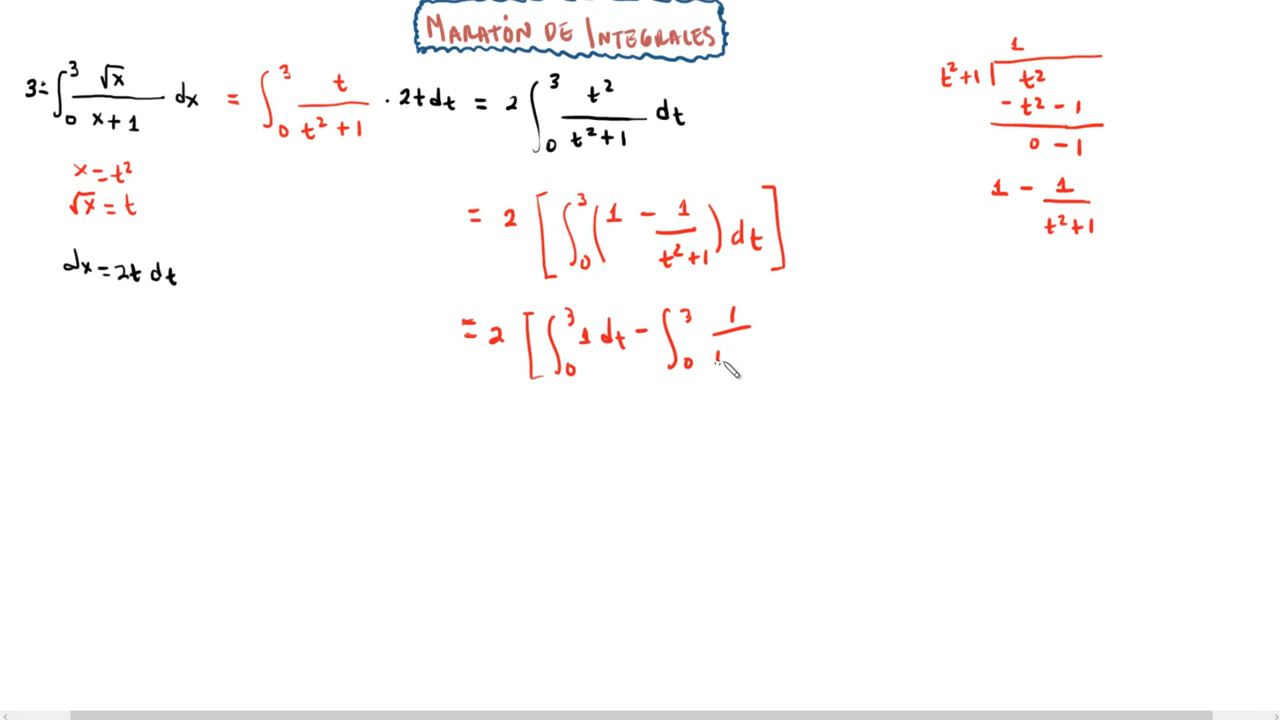 MARATÓN DE INTEGRALES
3= ∫₀³ √x / (x + 1) dx = ∫₀³ t / (t² + 1) · 2t dt = 2 ∫₀³ t² / (t² + 1) dt
x = t²
√x = t
dx = 2t dt
= 2 [ ∫₀³ ( 1 - 1 / (t² + 1) ) dt ]
= 2 [ ∫₀³ 1 dt - ∫₀³ 1
1
t² + 1 | t²
- t² - 1
0 - 1
1 - 1 / (t² + 1)